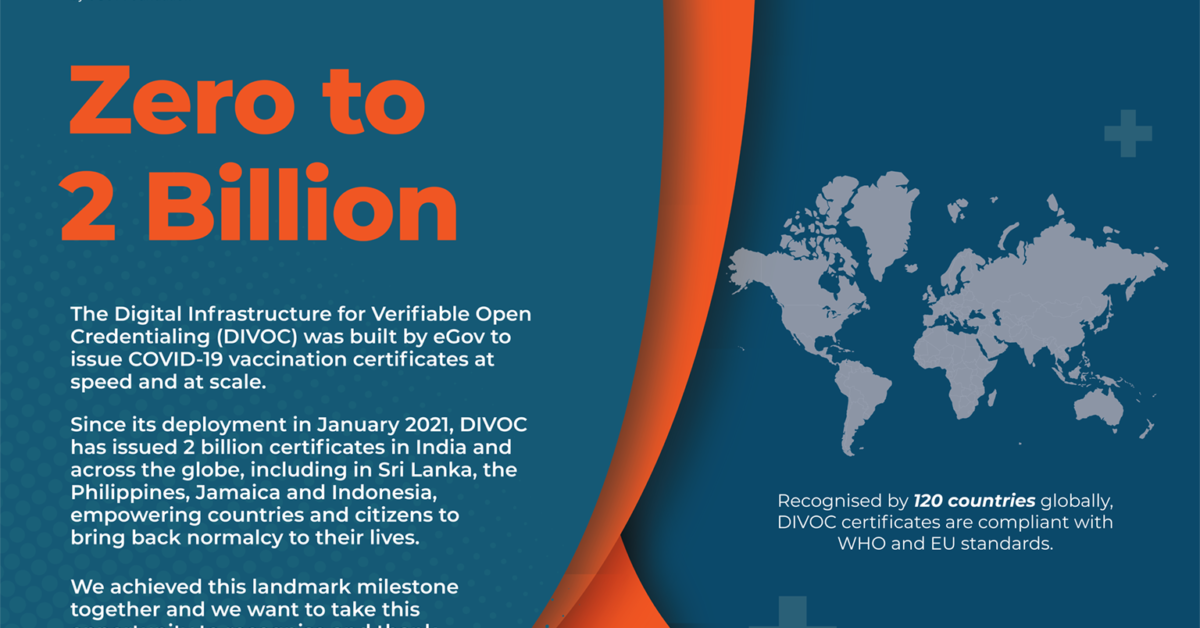 Zero to
2 Billion
The Digital Infrastructure for Verifiable Open
Credentialing (DIVOC) was built by eGov to
issue COVID-19 vaccination certificates at
speed and at scale.
Since its deployment in January 2021, DIVOC
has issued 2 billion certificates in India and
across the globe, including in Sri Lanka, the
Philippines, Jamaica and Indonesia,
empowering countries and citizens to
bring back normalcy to their lives.
We achieved this landmark milestone
together and we want to take this
Recognised by 120 countries globally,
DIVOC certificates are compliant with
WHO and EU standards.